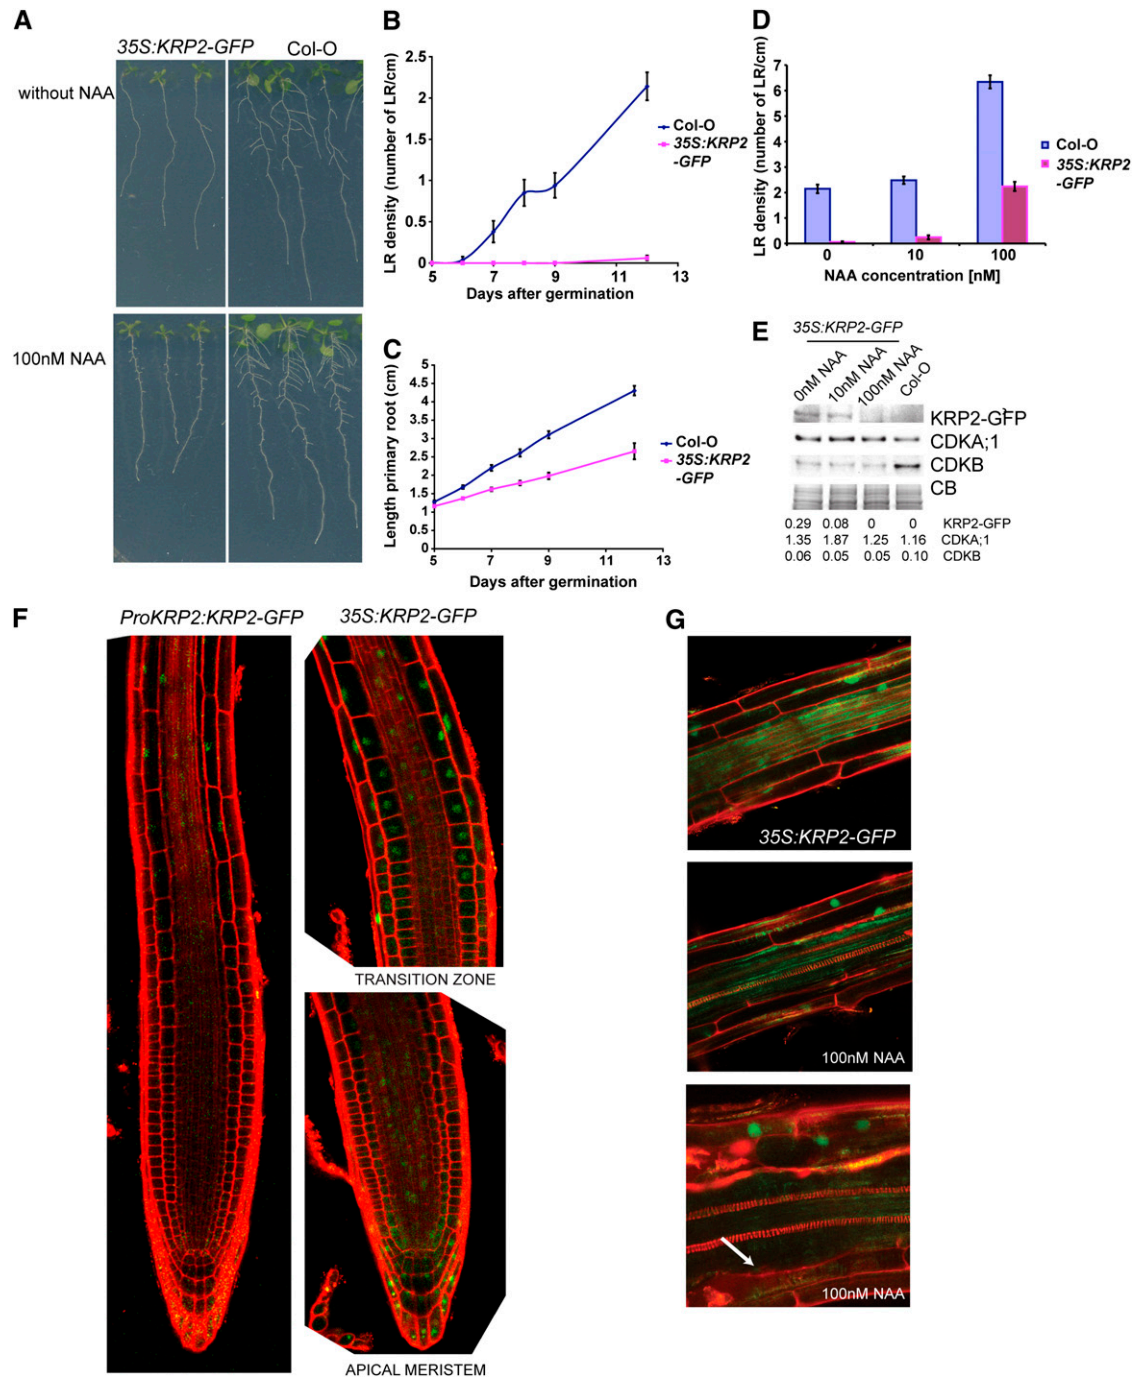 A
35S:KRP2-GFP
Col-O
without NAA
100nM NAA
B
LR density (number of LR/cm)
2.5
2
1.5
1
0.5
0
5
7
9
11
13
Days after germination
Col-O
35S:KRP2
-GFP
C
Length primary root (cm)
5
4.5
4
3.5
3
2.5
2
1.5
1
0.5
0
5
7
9
11
13
Days after germination
Col-O
35S:KRP2
-GFP
D
LR density (number of LR/cm)
7
6
5
4
3
2
1
0
0
10
100
NAA concentration [nM]
Col-O
35S:KRP2
-GFP
E
35S:KRP2-GFP
0nM NAA
10nM NAA
100nM NAA
Col-O
KRP2-GFP
CDKA;1
CDKB
CB
0.29 0.08 0 0 KRP2-GFP
1.35 1.87 1.25 1.16 CDKA;1
0.06 0.05 0.05 0.10 CDKB
F
ProKRP2:KRP2-GFP
35S:KRP2-GFP
TRANSITION ZONE
APICAL MERISTEM
G
35S:KRP2-GFP
100nM NAA
100nM NAA